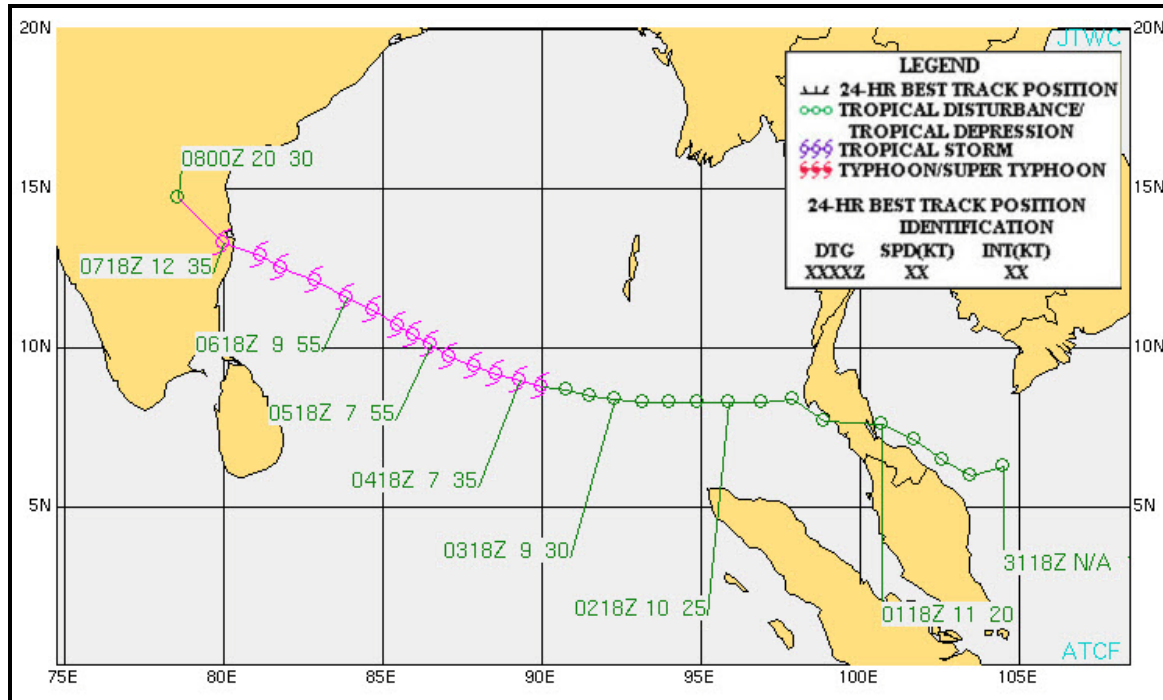 20N
20N
JTWC
LEGEND
24-HR BEST TRACK POSITION
TROPICAL DISTURBANCE/
TROPICAL DEPRESSION
TROPICAL STORM
TYPHOON/SUPER TYPHOON
24-HR BEST TRACK POSITION
IDENTIFICATION
DTG SPD(KT) INT(KT)
XXXXZ XX XX
0800Z 20 30
15N
15N
0718Z 12 35
10N
10N
0618Z 9 55
0518Z 7 55
0418Z 7 35
5N
5N
0318Z 9 30
3118Z N/A
0218Z 10 25
0118Z 11 20
ATCF
75E 80E 85E 90E 95E 100E 105E